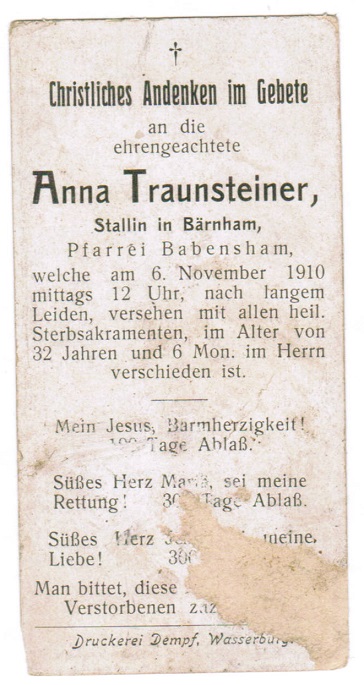 †
Christliches Andenken im Gebete
an die
ehrengeachtete
Anna Traunsteiner,
Stallin in Bärnham,
Pfarrei Babensham,
welche am 6. November 1910
mittags 12 Uhr, nach langem
Leiden, versehen mit allen heil.
Sterbsakramenten, im Alter von
32 Jahren und 6 Mon. im Herrn
verschieden ist.
Mein Jesus, Barmherzigkeit!
Tage Ablaß.
Süßes Herz Mariä, sei meine
Rettung! Tage Ablaß.
Süßes Herz meine
Liebe!
Man bittet, diese
Verstorbenen
Druckerei Dempf, Wasserburg.